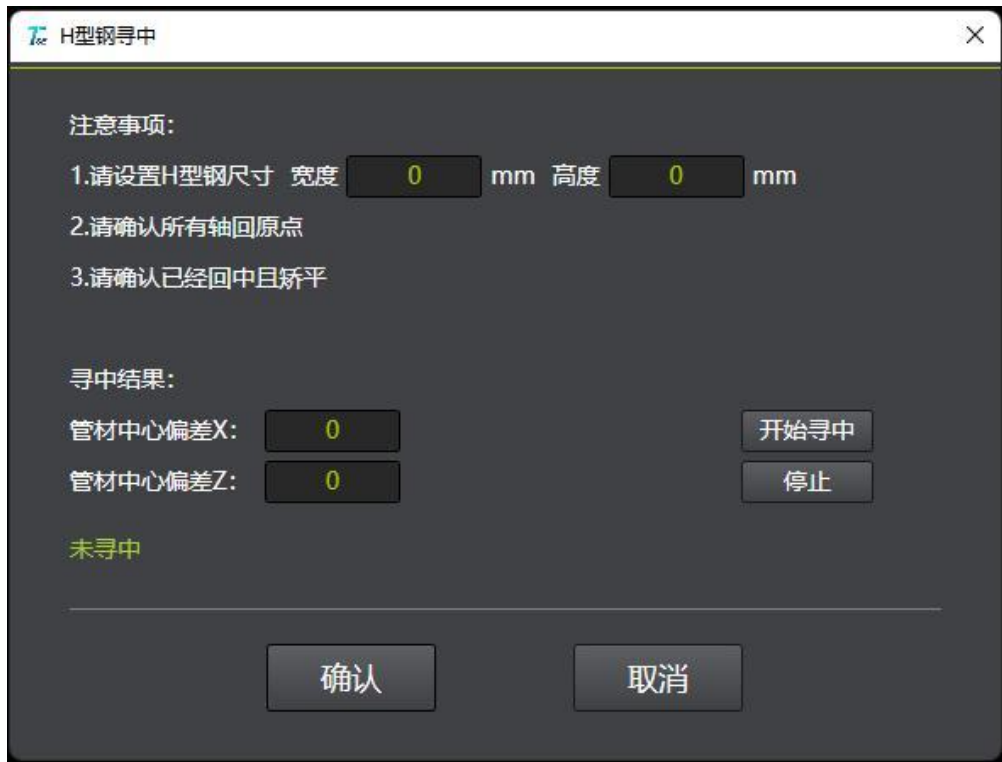 H型钢寻中
注意事项:
1.请设置H型钢尺寸 宽度 0 mm 高度 0 mm
2.请确认所有轴回原点
3.请确认已经回中且矫平
寻中结果:
管材中心偏差X: 0 开始寻中
管材中心偏差Z: 0 停止
未寻中
确认 取消